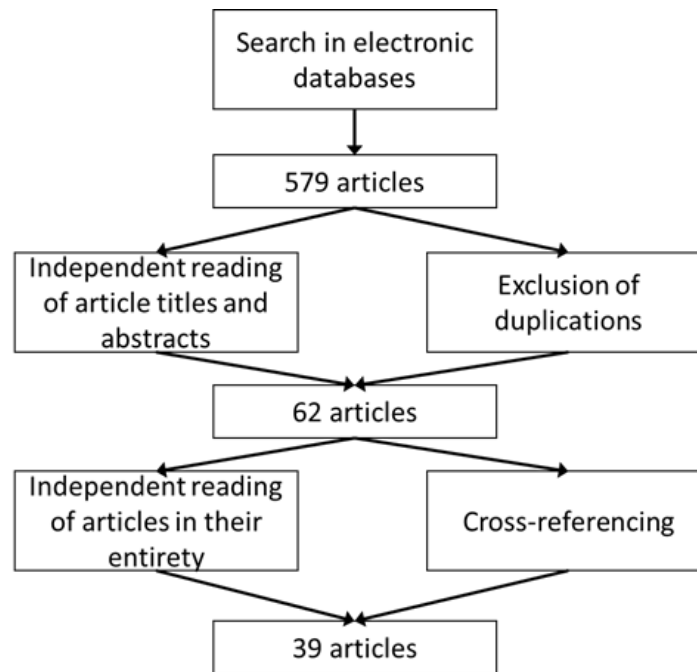 Search in electronic
databases
579 articles
Independent reading
of article titles and
abstracts
Exclusion of
duplications
62 articles
Independent reading
of articles in their
entirety
Cross-referencing
39 articles